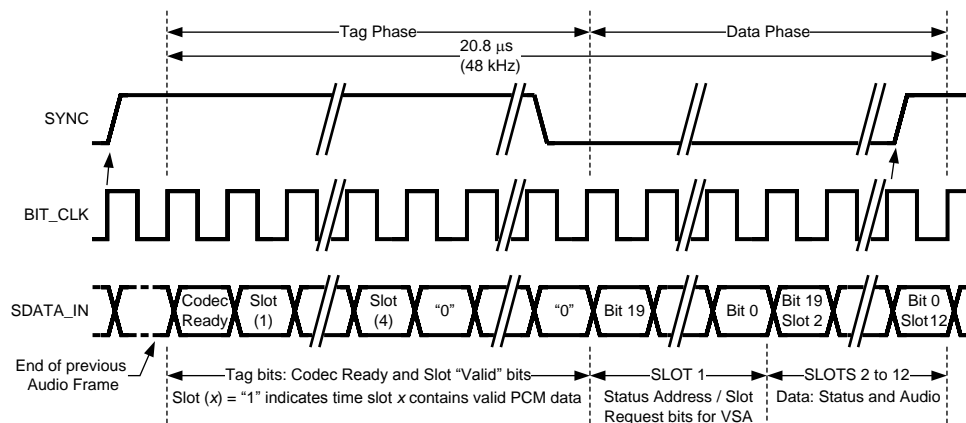 Tag Phase
Data Phase
20.8 μs
(48 kHz)
SYNC
BIT_CLK
SDATA_IN
Codec
Ready
Slot
(1)
Slot
(4)
“0”
“0”
Bit 19
Bit 0
Bit 19
Slot 2
Bit 0
Slot 12
End of previous
Audio Frame
Tag bits: Codec Ready and Slot “Valid” bits
Slot (x) = “1” indicates time slot x contains valid PCM data
SLOT 1
Status Address / Slot
Request bits for VSA
SLOTS 2 to 12
Data: Status and Audio